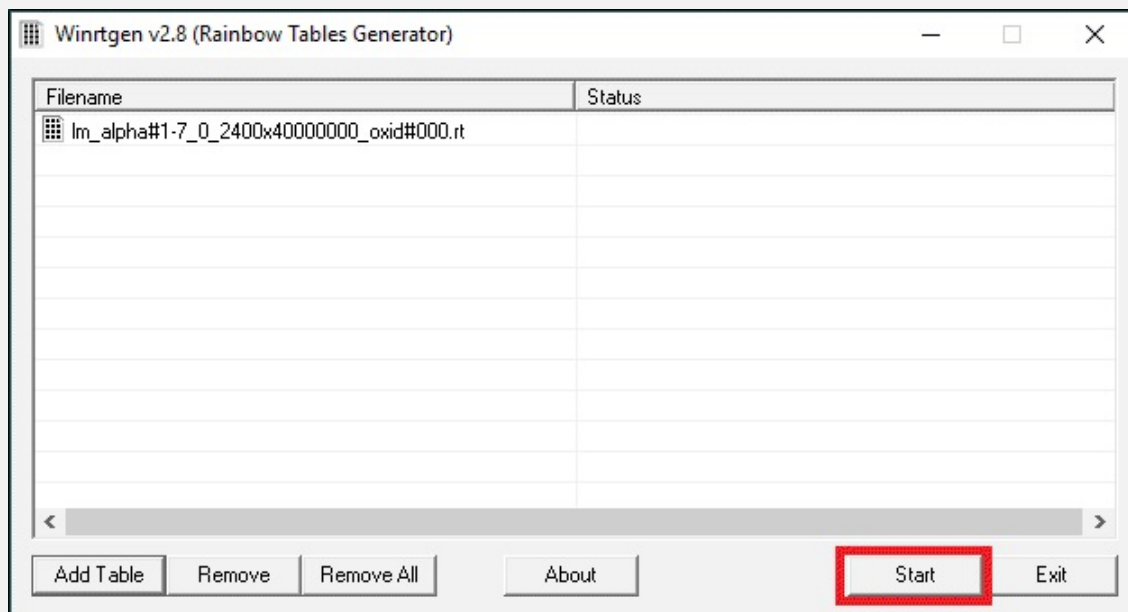 Winrtgen v2.8 (Rainbow Tables Generator)
Filename Status
lm_alpha#1-7_0_2400x40000000_oxid#000.rt
Add Table Remove Remove All About Start Exit